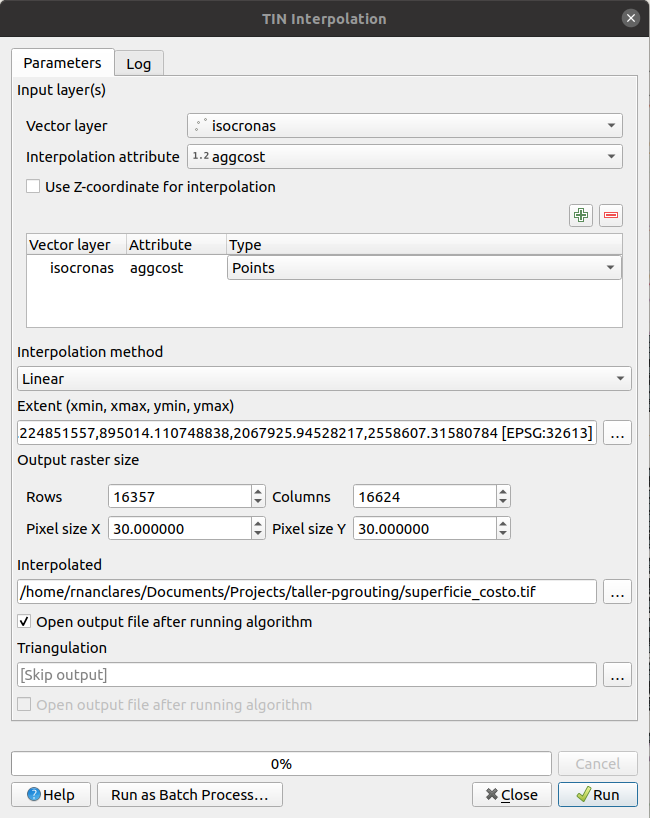 TIN Interpolation
Parameters Log
Input layer(s)
Vector layer isocronas
Interpolation attribute 1.2 aggcost
Use Z-coordinate for interpolation
Vector layer Attribute Type
isocronas aggcost Points
Interpolation method
Linear
Extent (xmin, xmax, ymin, ymax)
224851557,895014.110748838,2067925.94528217,2558607.31580784 [EPSG:32613] ...
Output raster size
Rows 16357 Columns 16624
Pixel size X 30.000000 Pixel size Y 30.000000
Interpolated
/home/rnanclares/Documents/Projects/taller-pgrouting/superficie_costo.tif ...
Open output file after running algorithm
Triangulation
[Skip output] ...
Open output file after running algorithm
0% Cancel
Help Run as Batch Process... Close Run